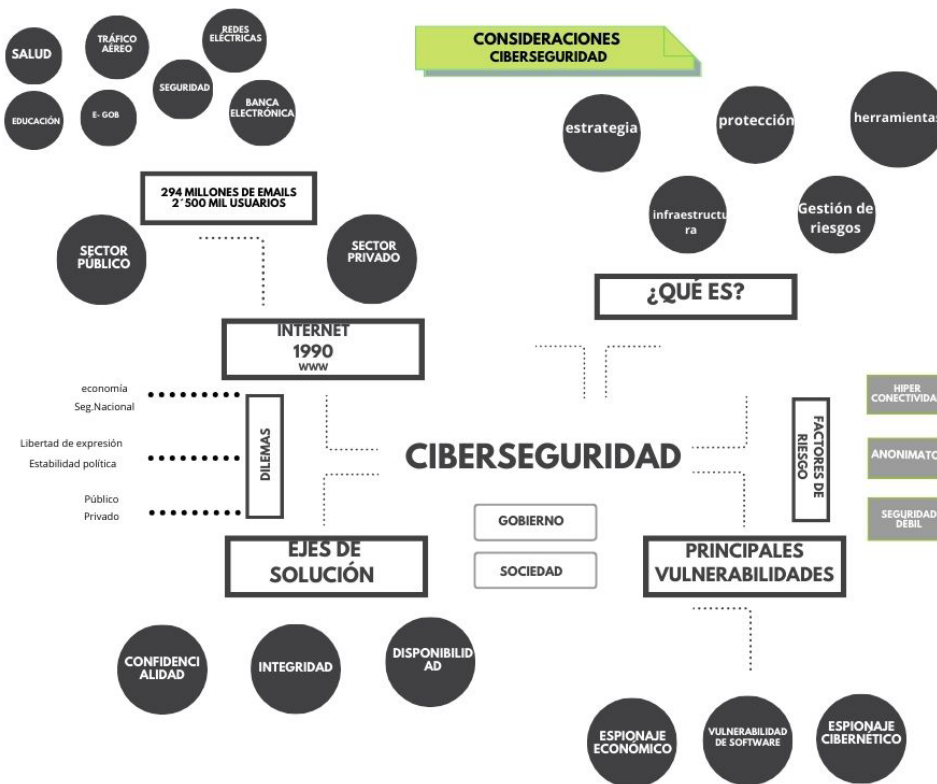 CONSIDERACIONES
CIBERSEGURIDAD
SALUD
TRÁFICO
AÉREO
REDES
ELÉCTRICAS
SEGURIDAD
EDUCACIÓN
E- GOB
BANCA
ELECTRÓNICA
estrategia
protección
herramientas
infraestructu
ra
Gestión de
riesgos
294 MILLONES DE EMAILS
2´500 MIL USUARIOS
SECTOR
PÚBLICO
SECTOR
PRIVADO
¿QUÉ ES?
INTERNET
1990
WWW
economía
Seg.Nacional
Libertad de expresión
Estabilidad política
Público
Privado
DILEMAS
CIBERSEGURIDAD
FACTORES DE
RIESGO
HIPER
CONECTIVIDA
ANONIMATO
SEGURIDAD
DÉBIL
GOBIERNO
SOCIEDAD
EJES DE
SOLUCIÓN
PRINCIPALES
VULNERABILIDADES
CONFIDENCI
ALIDAD
INTEGRIDAD
DISPONIBILID
AD
ESPIONAJE
ECONÓMICO
VULNERABILIDAD
DE SOFTWARE
ESPIONAJE
CIBERNÉTICO